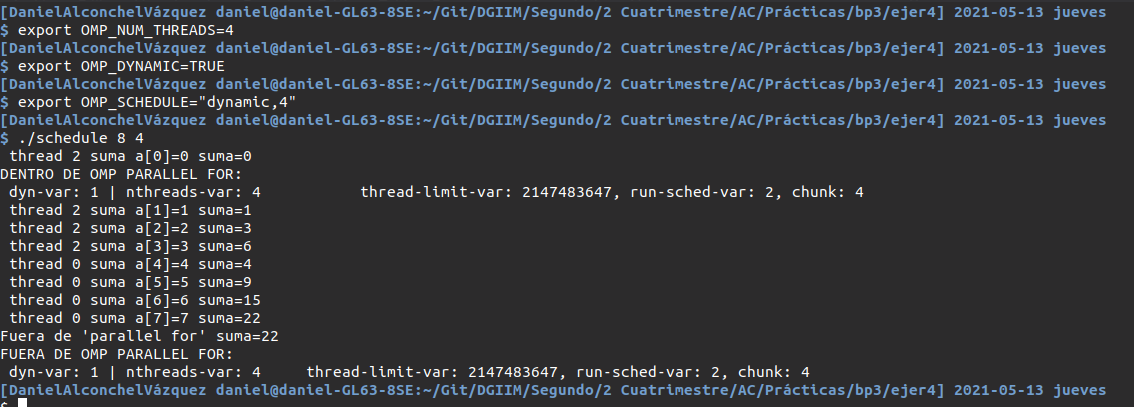 [DanielAlconchelVázquez daniel@daniel-GL63-8SE:~/Git/DGIIM/Segundo/2 Cuatrimestre/AC/Prácticas/bp3/ejer4] 2021-05-13 jueves
$ export OMP_NUM_THREADS=4
[DanielAlconchelVázquez daniel@daniel-GL63-8SE:~/Git/DGIIM/Segundo/2 Cuatrimestre/AC/Prácticas/bp3/ejer4] 2021-05-13 jueves
$ export OMP_DYNAMIC=TRUE
[DanielAlconchelVázquez daniel@daniel-GL63-8SE:~/Git/DGIIM/Segundo/2 Cuatrimestre/AC/Prácticas/bp3/ejer4] 2021-05-13 jueves
$ export OMP_SCHEDULE="dynamic,4"
[DanielAlconchelVázquez daniel@daniel-GL63-8SE:~/Git/DGIIM/Segundo/2 Cuatrimestre/AC/Prácticas/bp3/ejer4] 2021-05-13 jueves
$ ./schedule 8 4
 thread 2 suma a[0]=0 suma=0
DENTRO DE OMP PARALLEL FOR:
 dyn-var: 1 | nthreads-var: 4           thread-limit-var: 2147483647, run-sched-var: 2, chunk: 4
 thread 2 suma a[1]=1 suma=1
 thread 2 suma a[2]=2 suma=3
 thread 2 suma a[3]=3 suma=6
 thread 0 suma a[4]=4 suma=4
 thread 0 suma a[5]=5 suma=9
 thread 0 suma a[6]=6 suma=15
 thread 0 suma a[7]=7 suma=22
Fuera de 'parallel for' suma=22
FUERA DE OMP PARALLEL FOR:
 dyn-var: 1 | nthreads-var: 4     thread-limit-var: 2147483647, run-sched-var: 2, chunk: 4
[DanielAlconchelVázquez daniel@daniel-GL63-8SE:~/Git/DGIIM/Segundo/2 Cuatrimestre/AC/Prácticas/bp3/ejer4] 2021-05-13 jueves
$